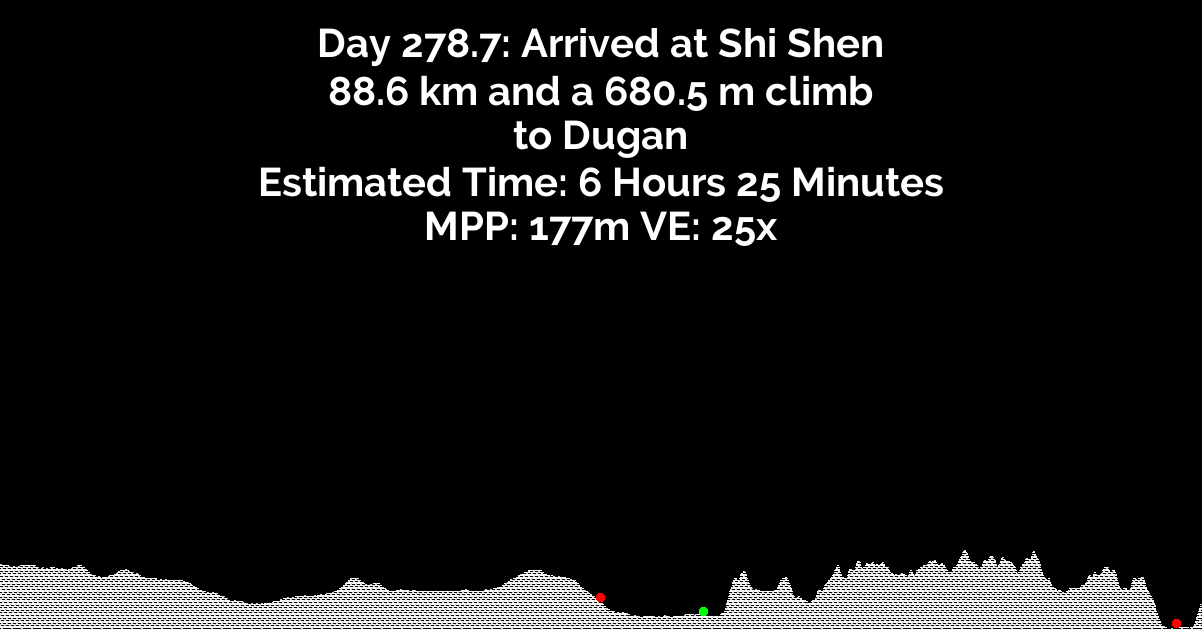 Day 278.7: Arrived at Shi Shen
88.6 km and a 680.5 m climb
to Dugan
Estimated Time: 6 Hours 25 Minutes
MPP: 177m VE: 25x